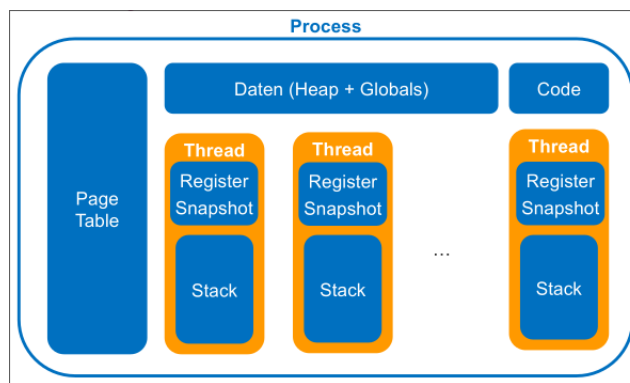 Process
Daten (Heap + Globals)
Code
Page
Table
Thread
Register
Snapshot
Stack
Thread
Register
Snapshot
Stack
...
Thread
Register
Snapshot
Stack